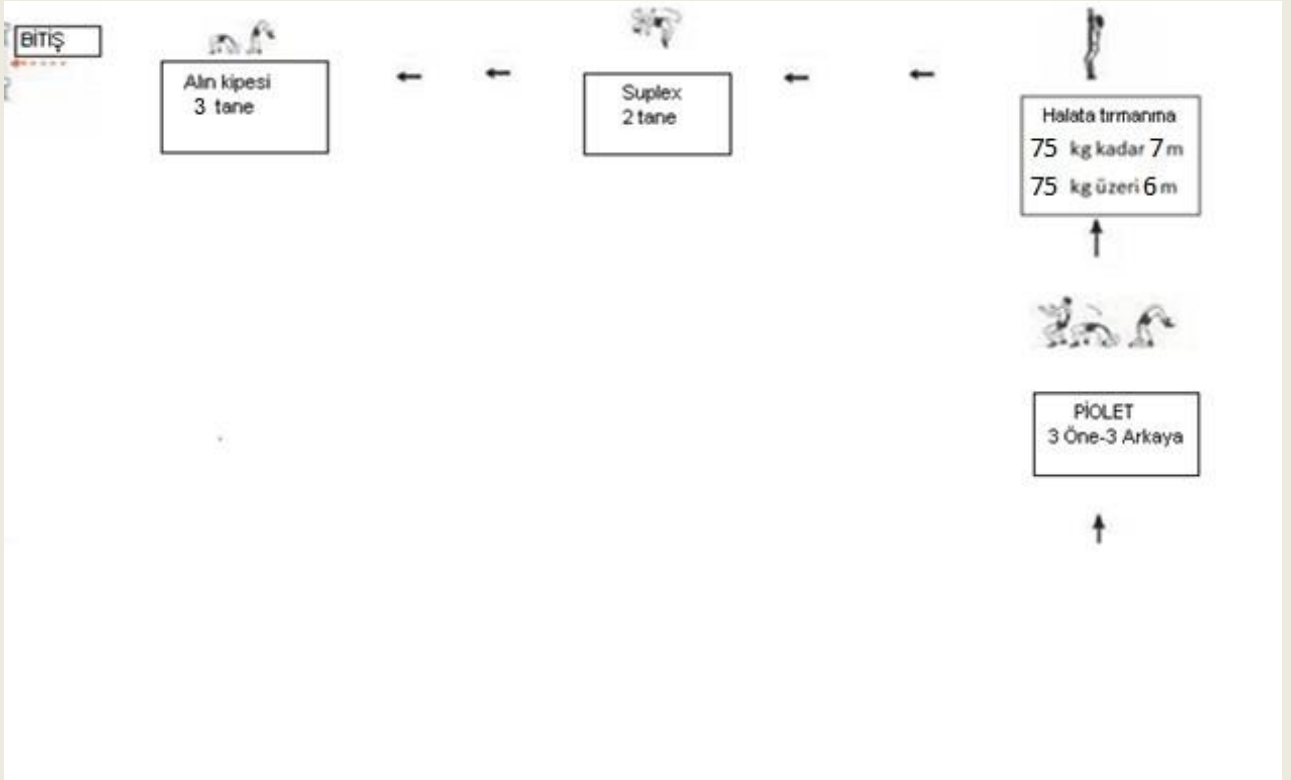 BİTİŞ
Alın kipesi
3 tane
Suplex
2 tane
Halata tırmanma
75 kg kadar 7 m
75 kg üzeri 6 m
PİOLET
3 Öne-3 Arkaya